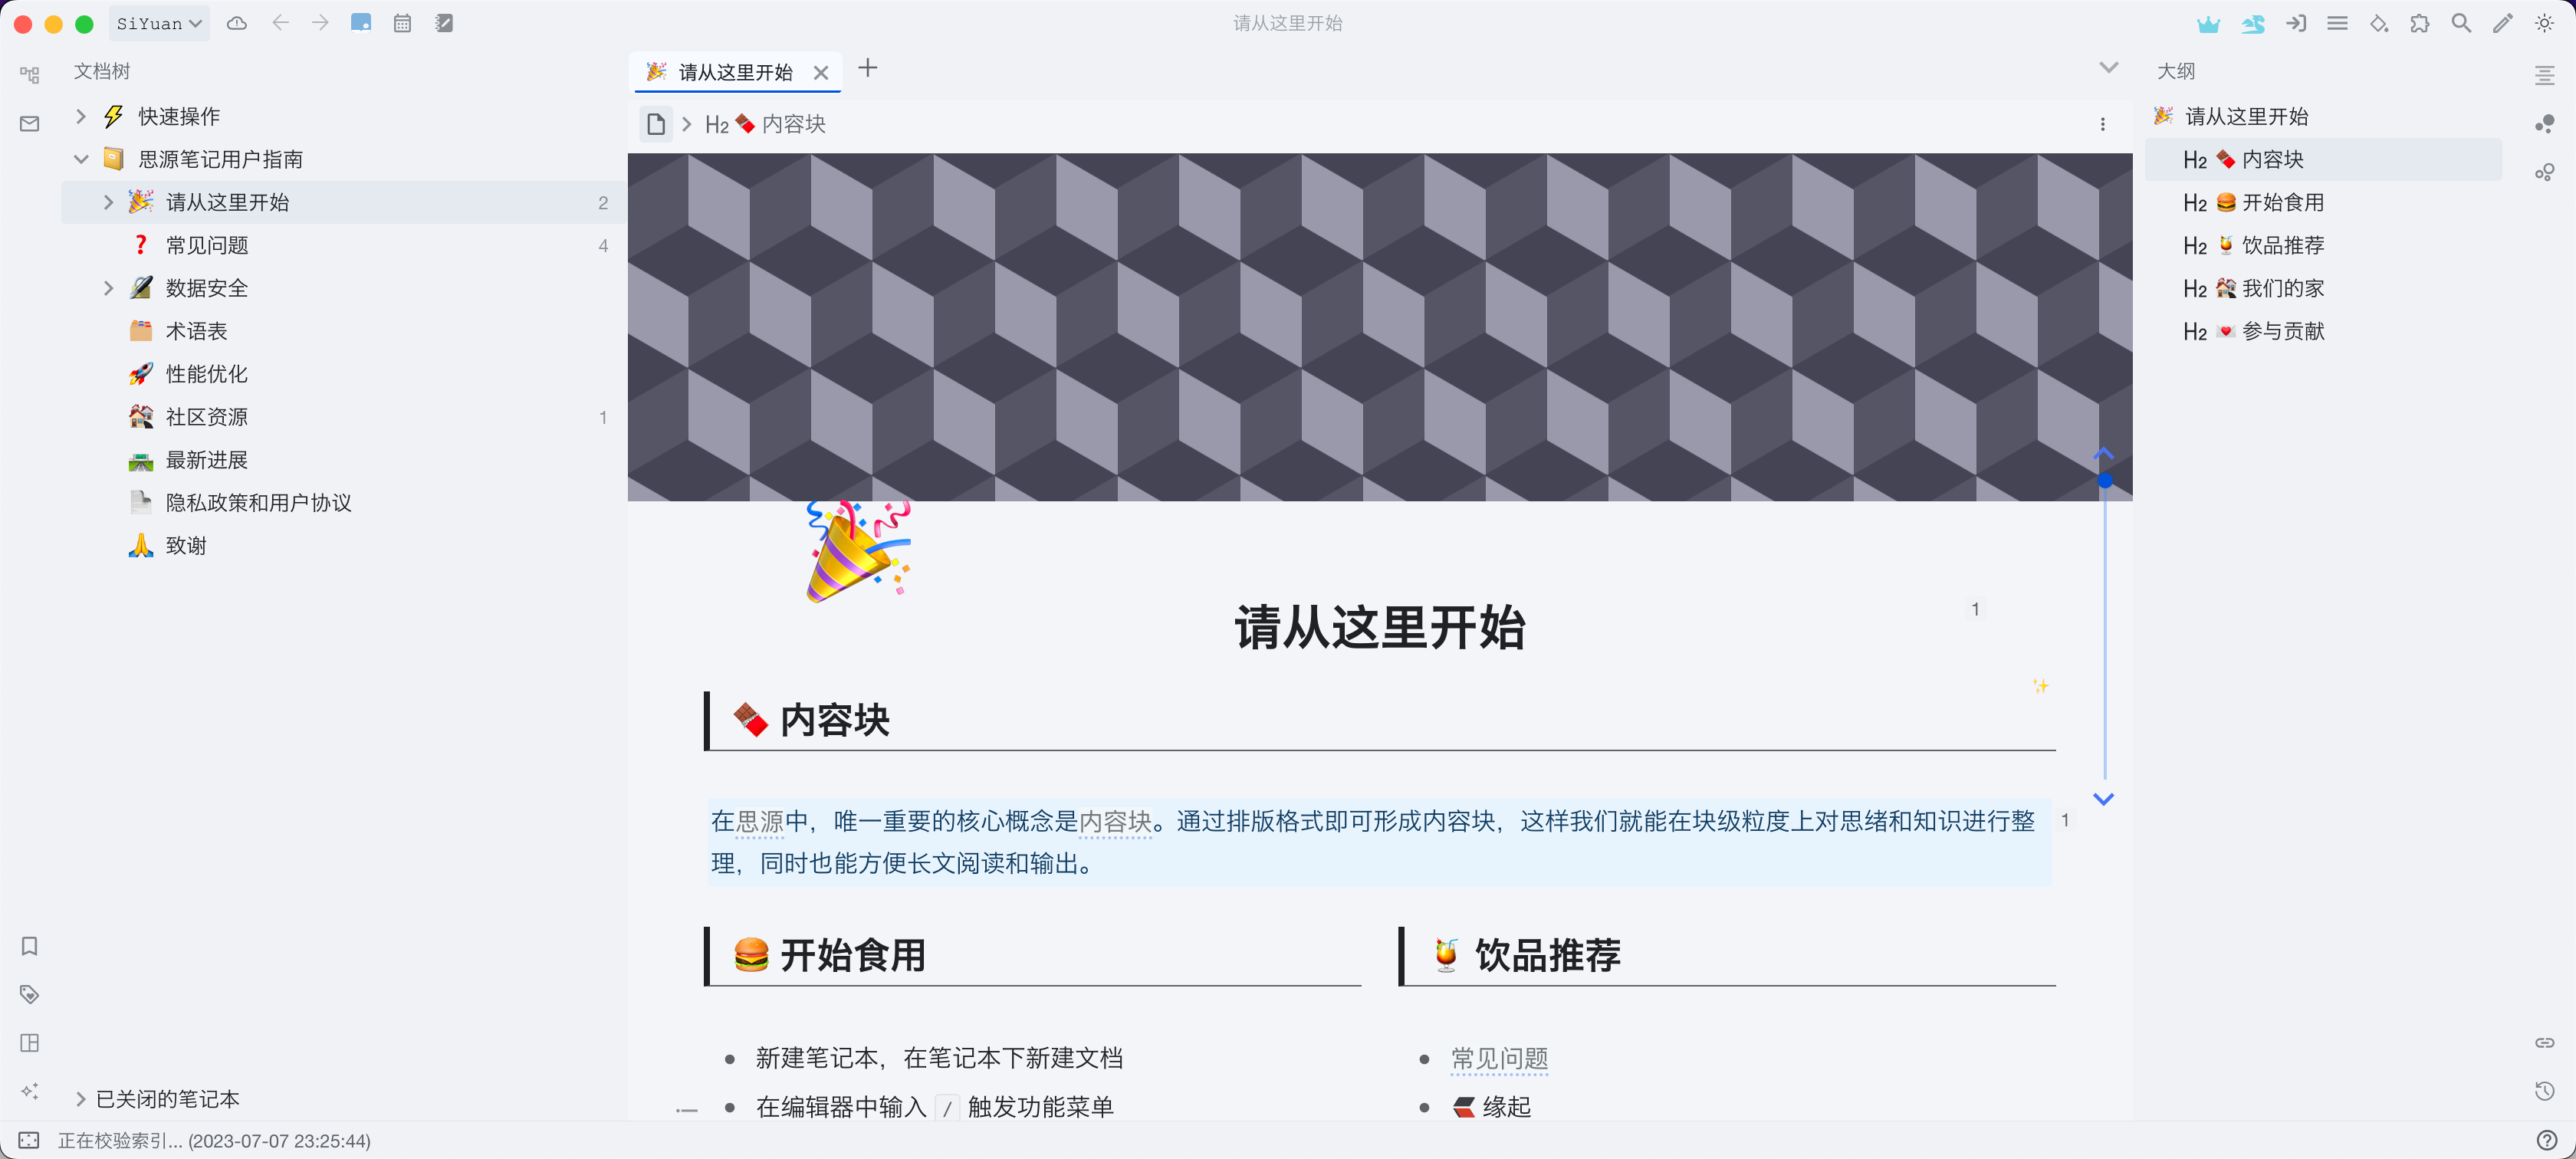 SiYuan
请从这里开始
文档树
快速操作
思源笔记用户指南
请从这里开始 2
常见问题 4
数据安全
术语表
性能优化
社区资源 1
最新进展
隐私政策和用户协议
致谢
已关闭的笔记本
请从这里开始
H2 内容块
请从这里开始
1
内容块
在思源中，唯一重要的核心概念是内容块。通过排版格式即可形成内容块，这样我们就能在块级粒度上对思绪和知识进行整
理，同时也能方便长文阅读和输出。
1
开始食用
新建笔记本，在笔记本下新建文档
在编辑器中输入 / 触发功能菜单
饮品推荐
常见问题
缘起
大纲
请从这里开始
H2 内容块
H2 开始食用
H2 饮品推荐
H2 我们的家
H2 参与贡献
正在校验索引... (2023-07-07 23:25:44)